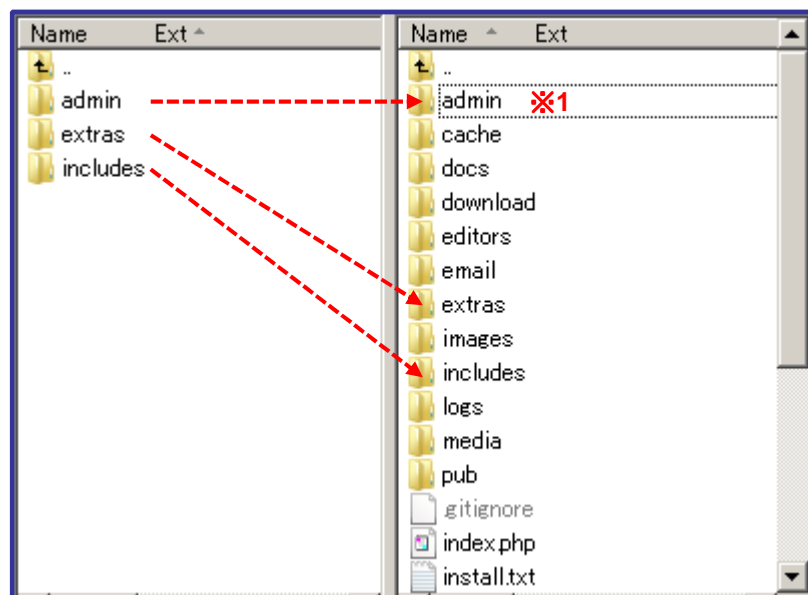 Name Ext
..
admin
extras
includes
Name Ext
..
admin ※1
cache
docs
download
editors
email
extras
images
includes
logs
media
pub
.gitignore
index.php
install.txt